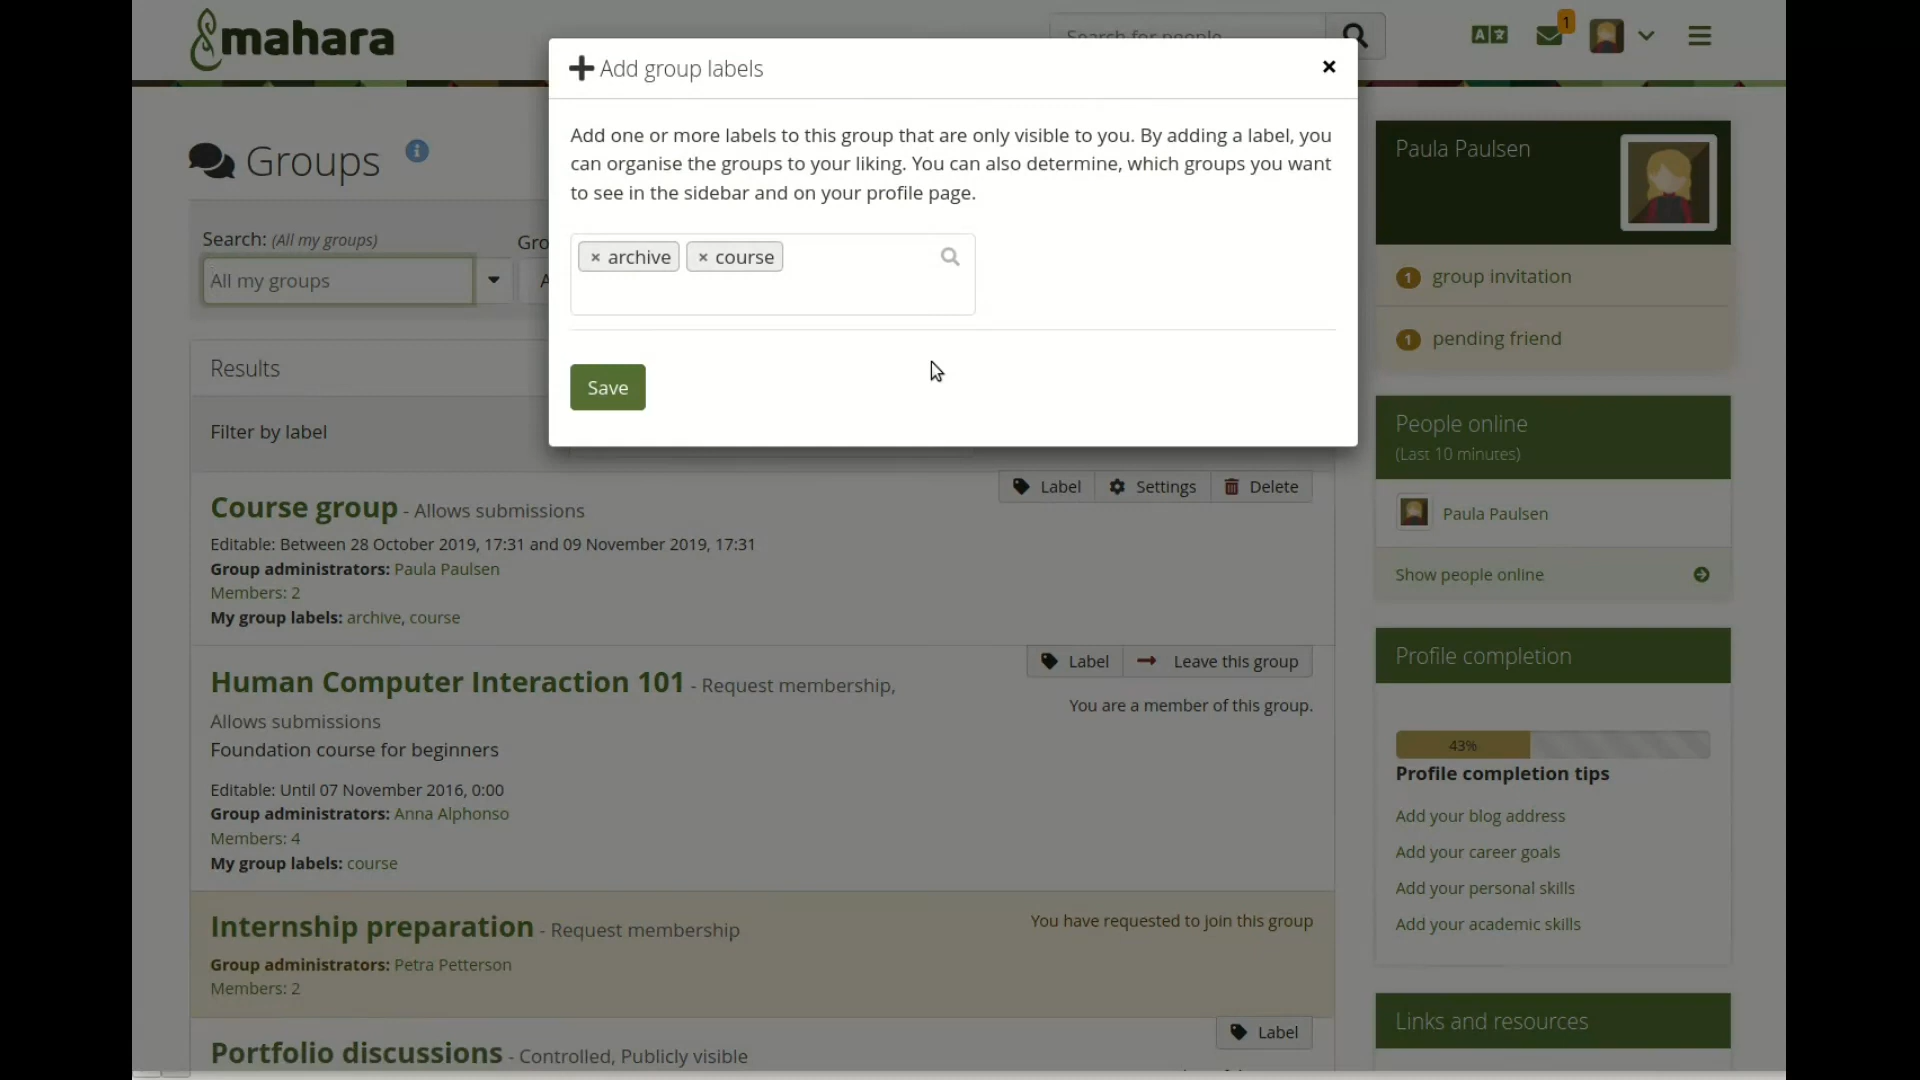 mahara
Search for people
1
Add group labels
×
Add one or more labels to this group that are only visible to you. By adding a label, you
can organise the groups to your liking. You can also determine, which groups you want
to see in the sidebar and on your profile page.
× archive × course
Save
Groups
Search: (All my groups)
Gro
All my groups
A
Results
Filter by label
Course group - Allows submissions
Label Settings Delete
Editable: Between 28 October 2019, 17:31 and 09 November 2019, 17:31
Group administrators: Paula Paulsen
Members: 2
My group labels: archive, course
Human Computer Interaction 101 - Request membership,
Allows submissions
Label Leave this group
You are a member of this group.
Foundation course for beginners
Editable: Until 07 November 2016, 0:00
Group administrators: Anna Alphonso
Members: 4
My group labels: course
Internship preparation - Request membership
You have requested to join this group
Group administrators: Petra Petterson
Members: 2
Label
Portfolio discussions - Controlled, Publicly visible
Paula Paulsen
1 group invitation
1 pending friend
People online
(Last 10 minutes)
Paula Paulsen
Show people online
Profile completion
43%
Profile completion tips
Add your blog address
Add your career goals
Add your personal skills
Add your academic skills
Links and resources